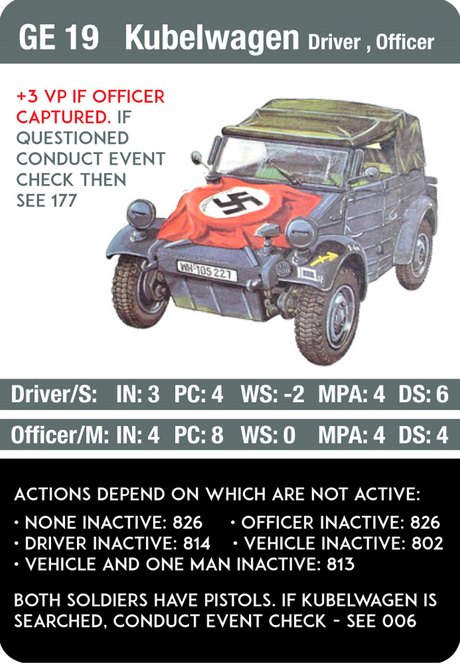 GE 19 Kubelwagen Driver , Officer
+3 VP IF OFFICER
CAPTURED. IF
QUESTIONED
CONDUCT EVENT
CHECK THEN
SEE 177
WH-105227
Driver/S: IN: 3 PC: 4 WS: -2 MPA: 4 DS: 6
Officer/M: IN: 4 PC: 8 WS: 0 MPA: 4 DS: 4
ACTIONS DEPEND ON WHICH ARE NOT ACTIVE:
• NONE INACTIVE: 826 • OFFICER INACTIVE: 826
• DRIVER INACTIVE: 814 • VEHICLE INACTIVE: 802
• VEHICLE AND ONE MAN INACTIVE: 813
BOTH SOLDIERS HAVE PISTOLS. IF KUBELWAGEN IS
SEARCHED, CONDUCT EVENT CHECK - SEE 006